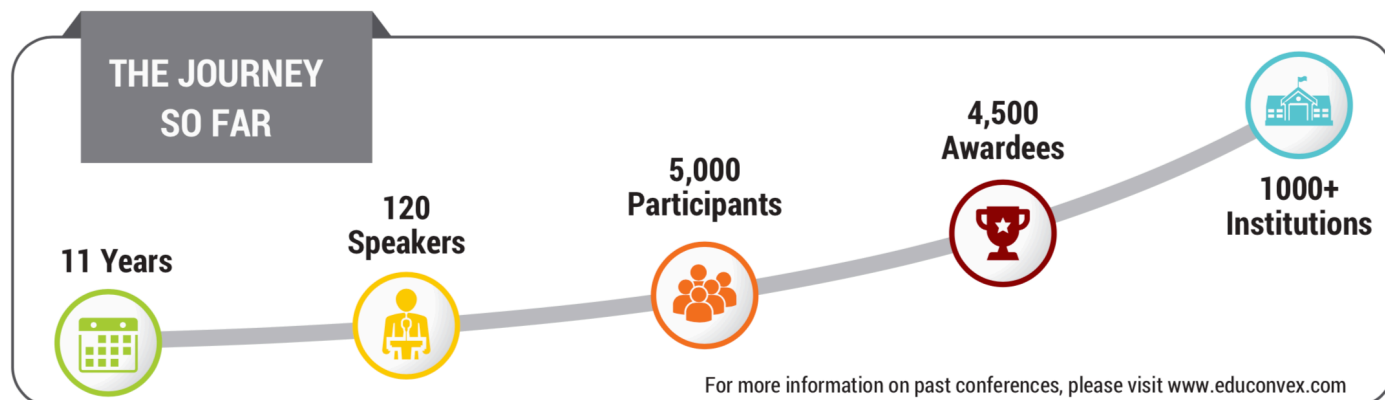 THE JOURNEY
SO FAR
11 Years
120
Speakers
5,000
Participants
4,500
Awardees
1000+
Institutions
For more information on past conferences, please visit www.educonvex.com